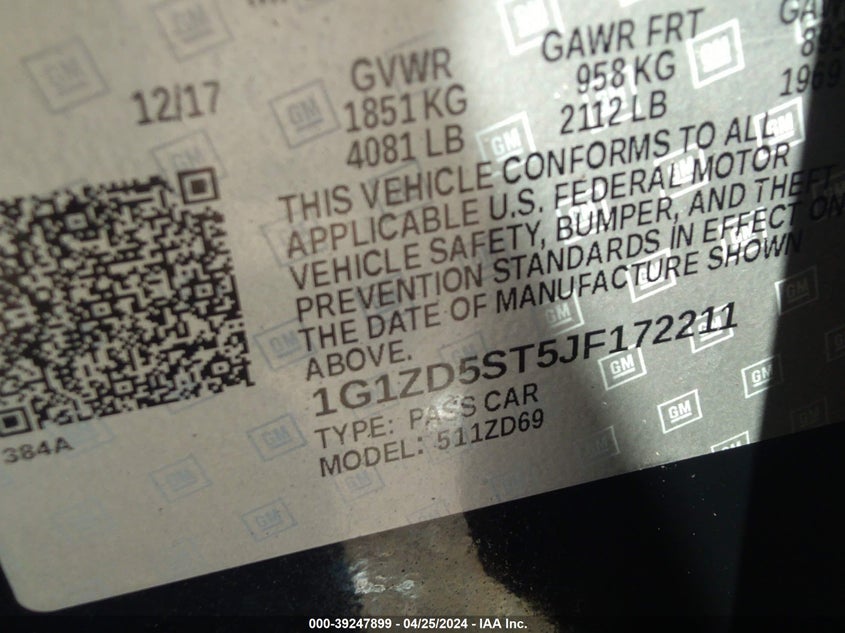 12/17
GVWR
1851 KG
4081 LB
GAWR FRT
958 KG
2112 LB
THIS VEHICLE CONFORMS TO ALL
APPLICABLE U.S. FEDERAL MOTOR
VEHICLE SAFETY, BUMPER, AND THEFT
PREVENTION STANDARDS IN EFFECT ON
THE DATE OF MANUFACTURE SHOWN
ABOVE.
1G1ZD5ST5JF172211
TYPE: PASS CAR
MODEL: 511ZD69
384A
GM
000-39247899 - 04/25/2024 - IAA Inc.